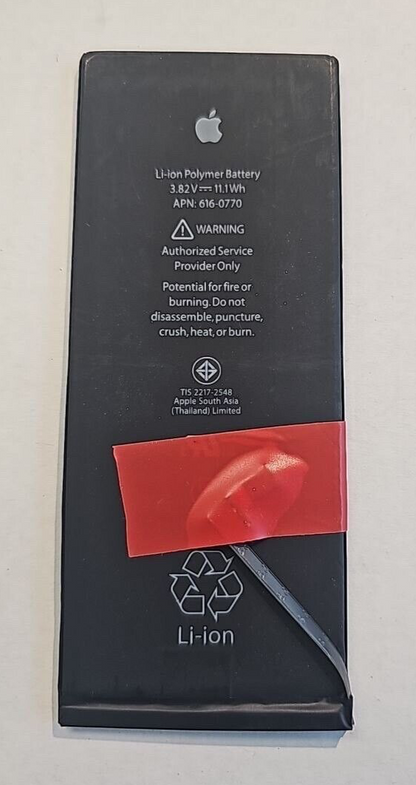 Li-ion Polymer Battery
3.82V⎓11.1Wh
APN: 616-0770
WARNING
Authorized Service
Provider Only
Potential for fire or
burning. Do not
disassemble, puncture,
crush, heat, or burn.
TIS 2217-2548
Apple South Asia
(Thailand) Limited
Li-ion